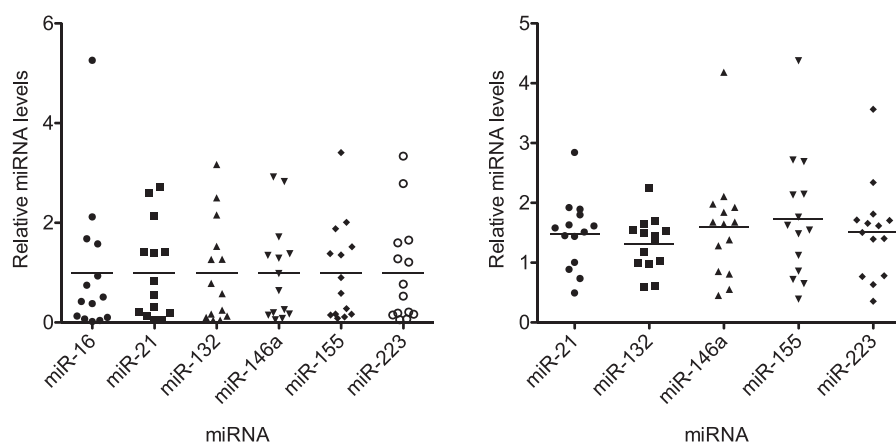 Relative miRNA levels
6
4
2
0
miR-16
miR-21
miR-132
miR-146a
miR-155
miR-223
miRNA
Relative miRNA levels
5
4
3
2
1
0
miR-21
miR-132
miR-146a
miR-155
miR-223
miRNA